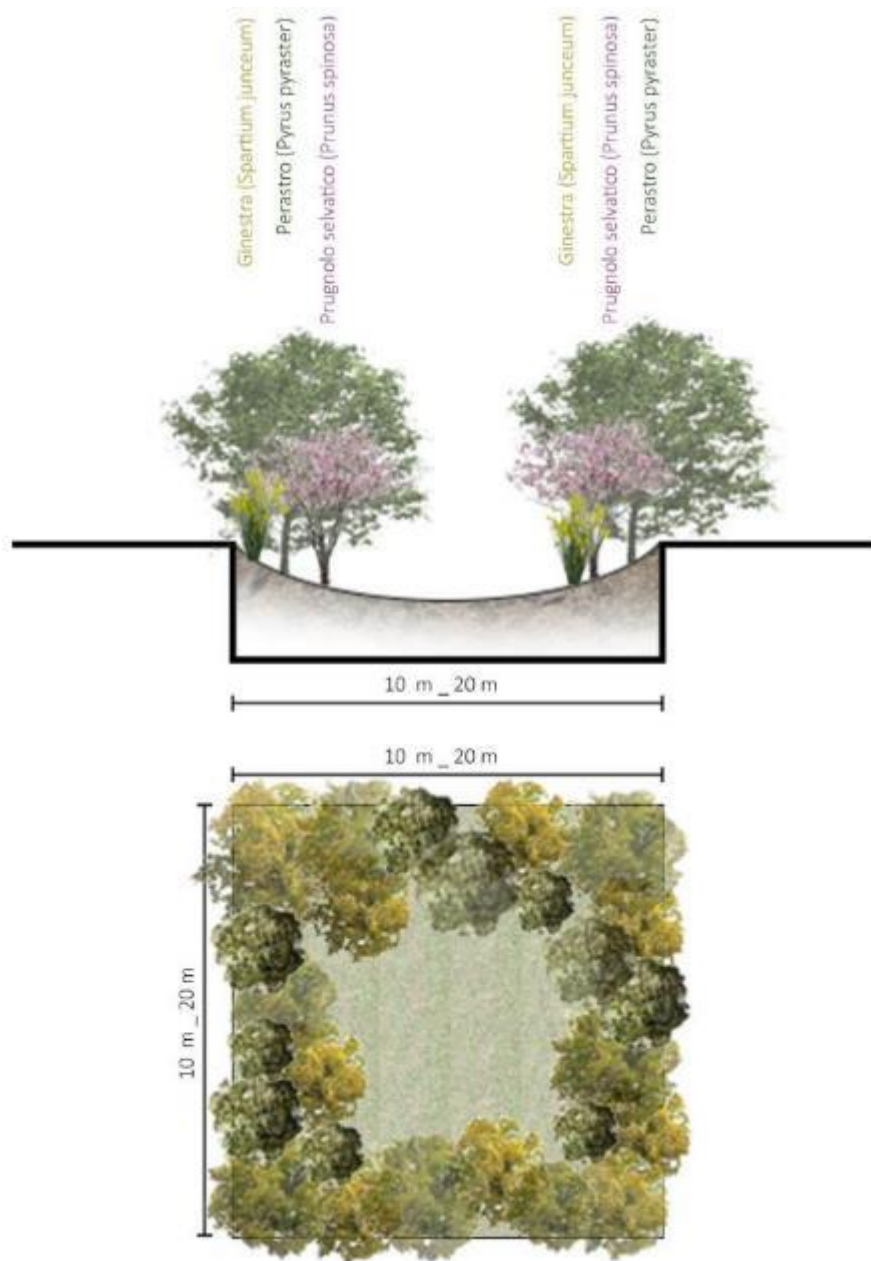 Ginestra (Spartium junceum)
Perastro (Pyrus pyraster)
Prugnolo selvatico (Prunus spinosa)
Ginestra (Spartium junceum)
Prugnolo selvatico (Prunus spinosa)
Perastro (Pyrus pyraster)
10 m _ 20 m
10 m _ 20 m
10 m _ 20 m